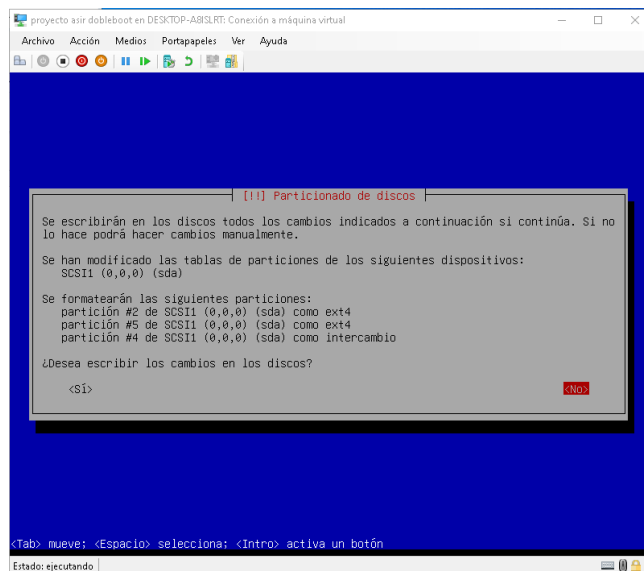 proyecto asir dobleboot en DESKTOP-A8ISLRT: Conexión a máquina virtual
Archivo Acción Medios Portapapeles Ver Ayuda
[!!] Particionado de discos
Se escribirán en los discos todos los cambios indicados a continuación si continúa. Si no
lo hace podrá hacer cambios manualmente.
Se han modificado las tablas de particiones de los siguientes dispositivos:
SCSI1 (0,0,0) (sda)
Se formatearán las siguientes particiones:
partición #2 de SCSI1 (0,0,0) (sda) como ext4
partición #5 de SCSI1 (0,0,0) (sda) como ext4
partición #4 de SCSI1 (0,0,0) (sda) como intercambio
¿Desea escribir los cambios en los discos?
<Sí> <No>
<Tab> mueve; <Espacio> selecciona; <Intro> activa un botón
Estado: ejecutando